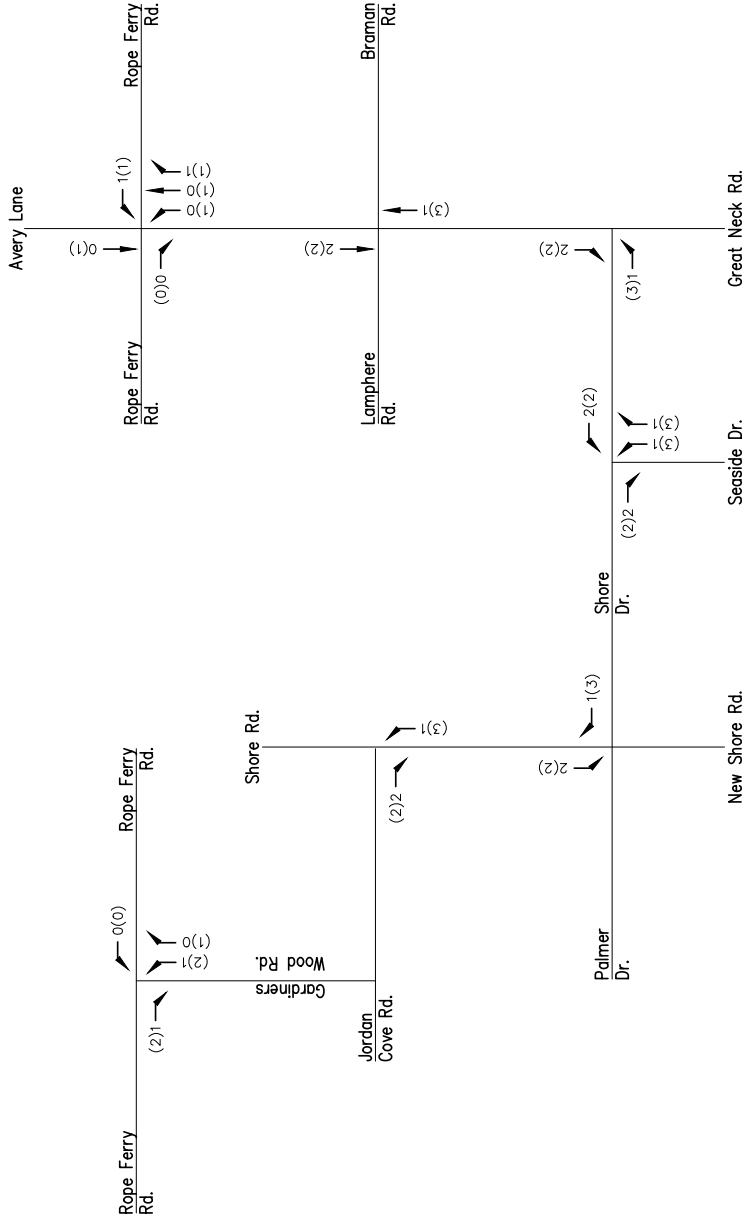 Avery Lane
Rope Ferry
Rd.
Rope Ferry
Rd.
0(1)
1(1)
(0)0
(1)0
(1)0
(1)1
Lamphere
Rd.
Braman
Rd.
2(2)
(3)1
2(2)
(3)1
Great Neck Rd.
2(2)
(2)2
(3)1
(3)1
Seaside Dr.
Shore
Dr.
Rope Ferry
Rd.
Rope Ferry
Rd.
0(0)
(2)1
(2)1
(1)0
Gardiners
Wood Rd.
Jordan
Cove Rd.
Shore Rd.
(2)2
(3)1
2(2)
1(3)
Palmer
Dr.
New Shore Rd.